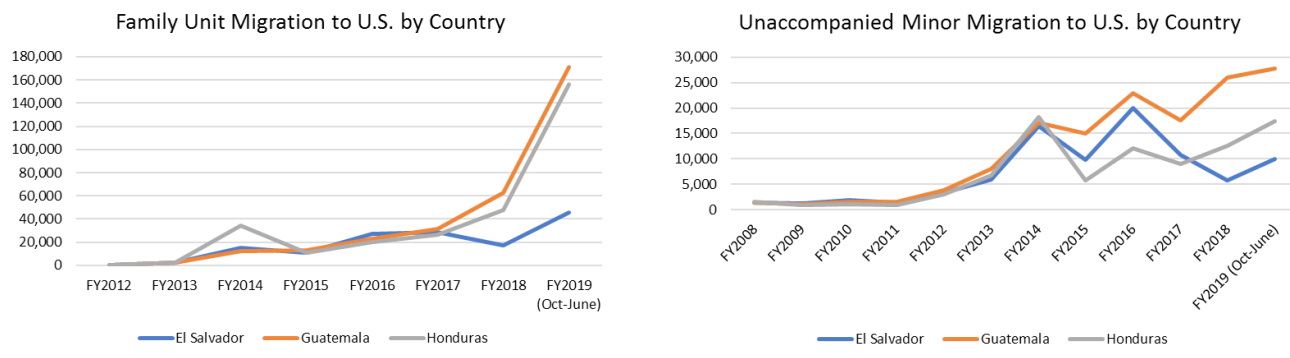 Family Unit Migration to U.S. by Country
180,000
160,000
140,000
120,000
100,000
80,000
60,000
40,000
20,000
0
FY2012 FY2013 FY2014 FY2015 FY2016 FY2017 FY2018 FY2019
(Oct-June)
El Salvador Guatemala Honduras
Unaccompanied Minor Migration to U.S. by Country
30,000
25,000
20,000
15,000
10,000
5,000
0
FY2008
FY2009
FY2010
FY2011
FY2012
FY2013
FY2014
FY2015
FY2016
FY2017
FY2018
FY2019 (Oct-June)
El Salvador Guatemala Honduras